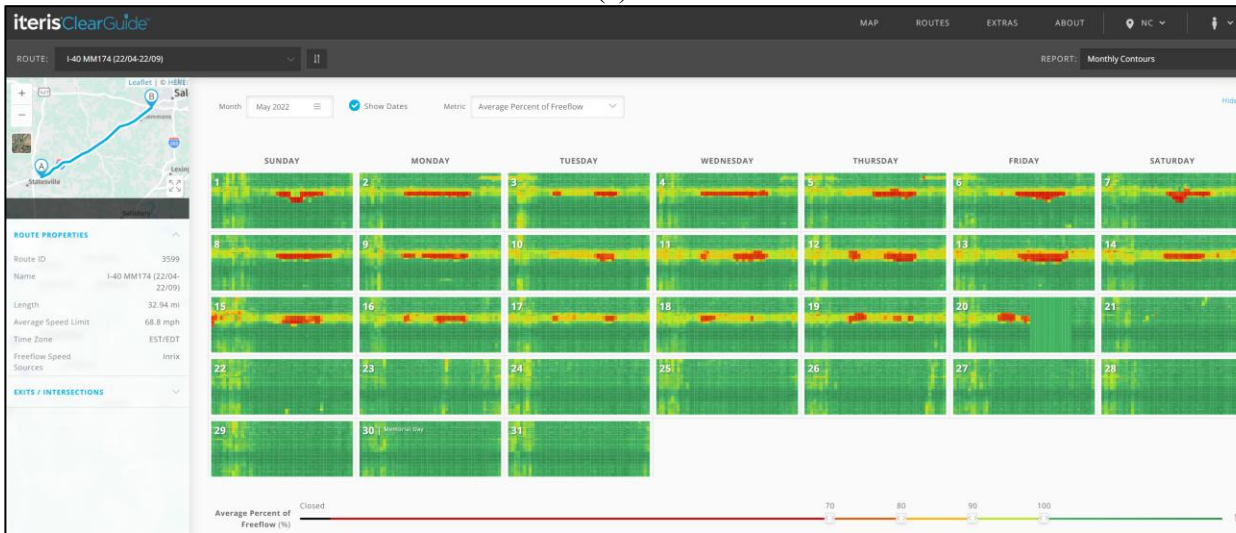 (a)
iteris ClearGuide
MAP ROUTES EXTRAS ABOUT NC
ROUTE: I-40 MM174 (22/04-22/09) REPORT: Monthly Contours
Leaflet | © HERE
Sal
B
A
Statesville
Lexing
Salisbury
Month May 2022 Show Dates Metric Average Percent of Freeflow Hide
SUNDAY MONDAY TUESDAY WEDNESDAY THURSDAY FRIDAY SATURDAY
1 2 3 4 5 6 7
8 9 10 11 12 13 14
15 16 17 18 19 20 21
22 23 24 25 26 27 28
29 30 | Memorial Day 31
ROUTE PROPERTIES
Route ID 3599
Name I-40 MM174 (22/04-
22/09)
Length 32.94 mi
Average Speed Limit 68.8 mph
Time Zone EST/EDT
Freeflow Speed Inrix
Sources
EXITS / INTERSECTIONS
Closed 70 80 90 100
Average Percent of
Freeflow (%)